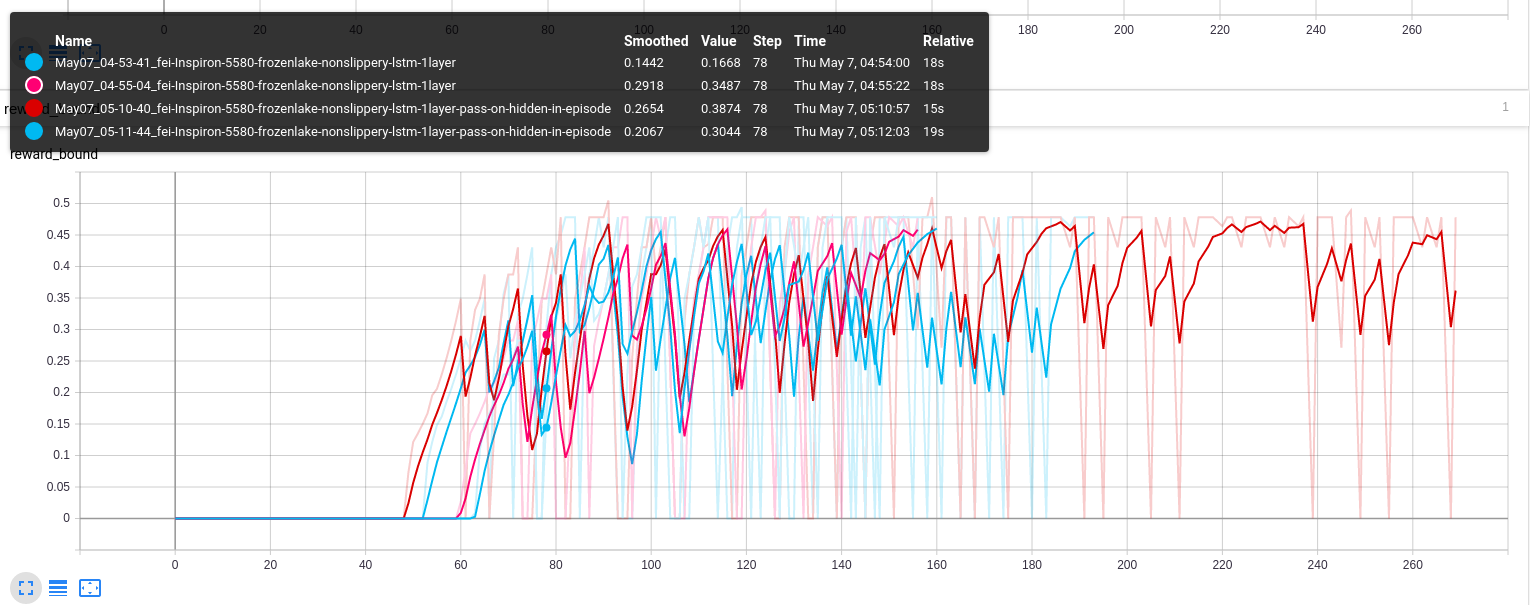 0 20 40 60 80 100 120 140 160 180 200 220 240 260
Name Smoothed Value Step Time Relative
May07_04-53-41_fei-Inspiron-5580-frozenlake-nonslippery-lstm-1layer 0.1442 0.1668 78 Thu May 7, 04:54:00 18s
May07_04-55-04_fei-Inspiron-5580-frozenlake-nonslippery-lstm-1layer 0.2918 0.3487 78 Thu May 7, 04:55:22 18s
May07_05-10-40_fei-Inspiron-5580-frozenlake-nonslippery-lstm-1layer-pass-on-hidden-in-episode 0.2654 0.3874 78 Thu May 7, 05:10:57 15s
1
May07_05-11-44_fei-Inspiron-5580-frozenlake-nonslippery-lstm-1layer-pass-on-hidden-in-episode 0.2067 0.3044 78 Thu May 7, 05:12:03 19s
reward_bound
0.5
0.45
0.4
0.35
0.3
0.25
0.2
0.15
0.1
0.05
0
0 20 40 60 80 100 120 140 160 180 200 220 240 260